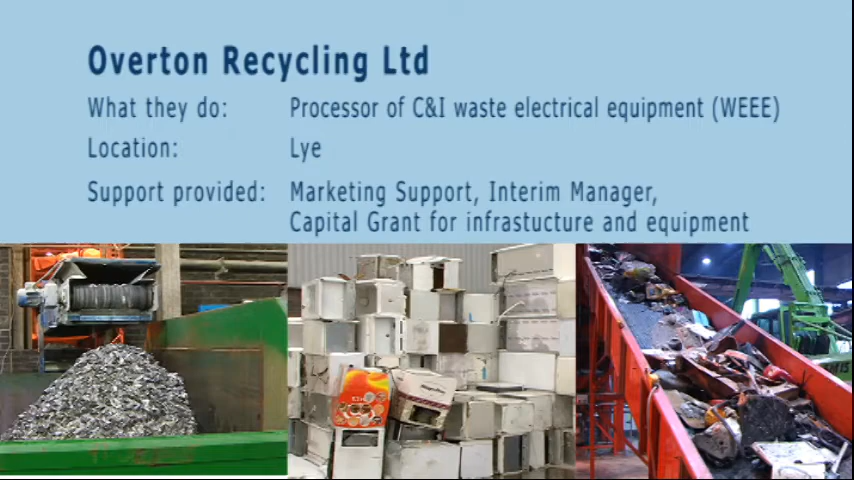 Overton Recycling Ltd
What they do: Processor of C&I waste electrical equipment (WEEE)
Location: Lye
Support provided: Marketing Support, Interim Manager,
Capital Grant for infrastucture and equipment